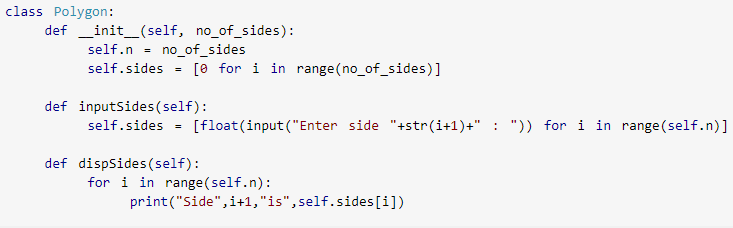 class Polygon:
    def __init__(self, no_of_sides):
        self.n = no_of_sides
        self.sides = [0 for i in range(no_of_sides)]

    def inputSides(self):
        self.sides = [float(input("Enter side "+str(i+1)+" : ")) for i in range(self.n)]

    def dispSides(self):
        for i in range(self.n):
            print("Side",i+1,"is",self.sides[i])